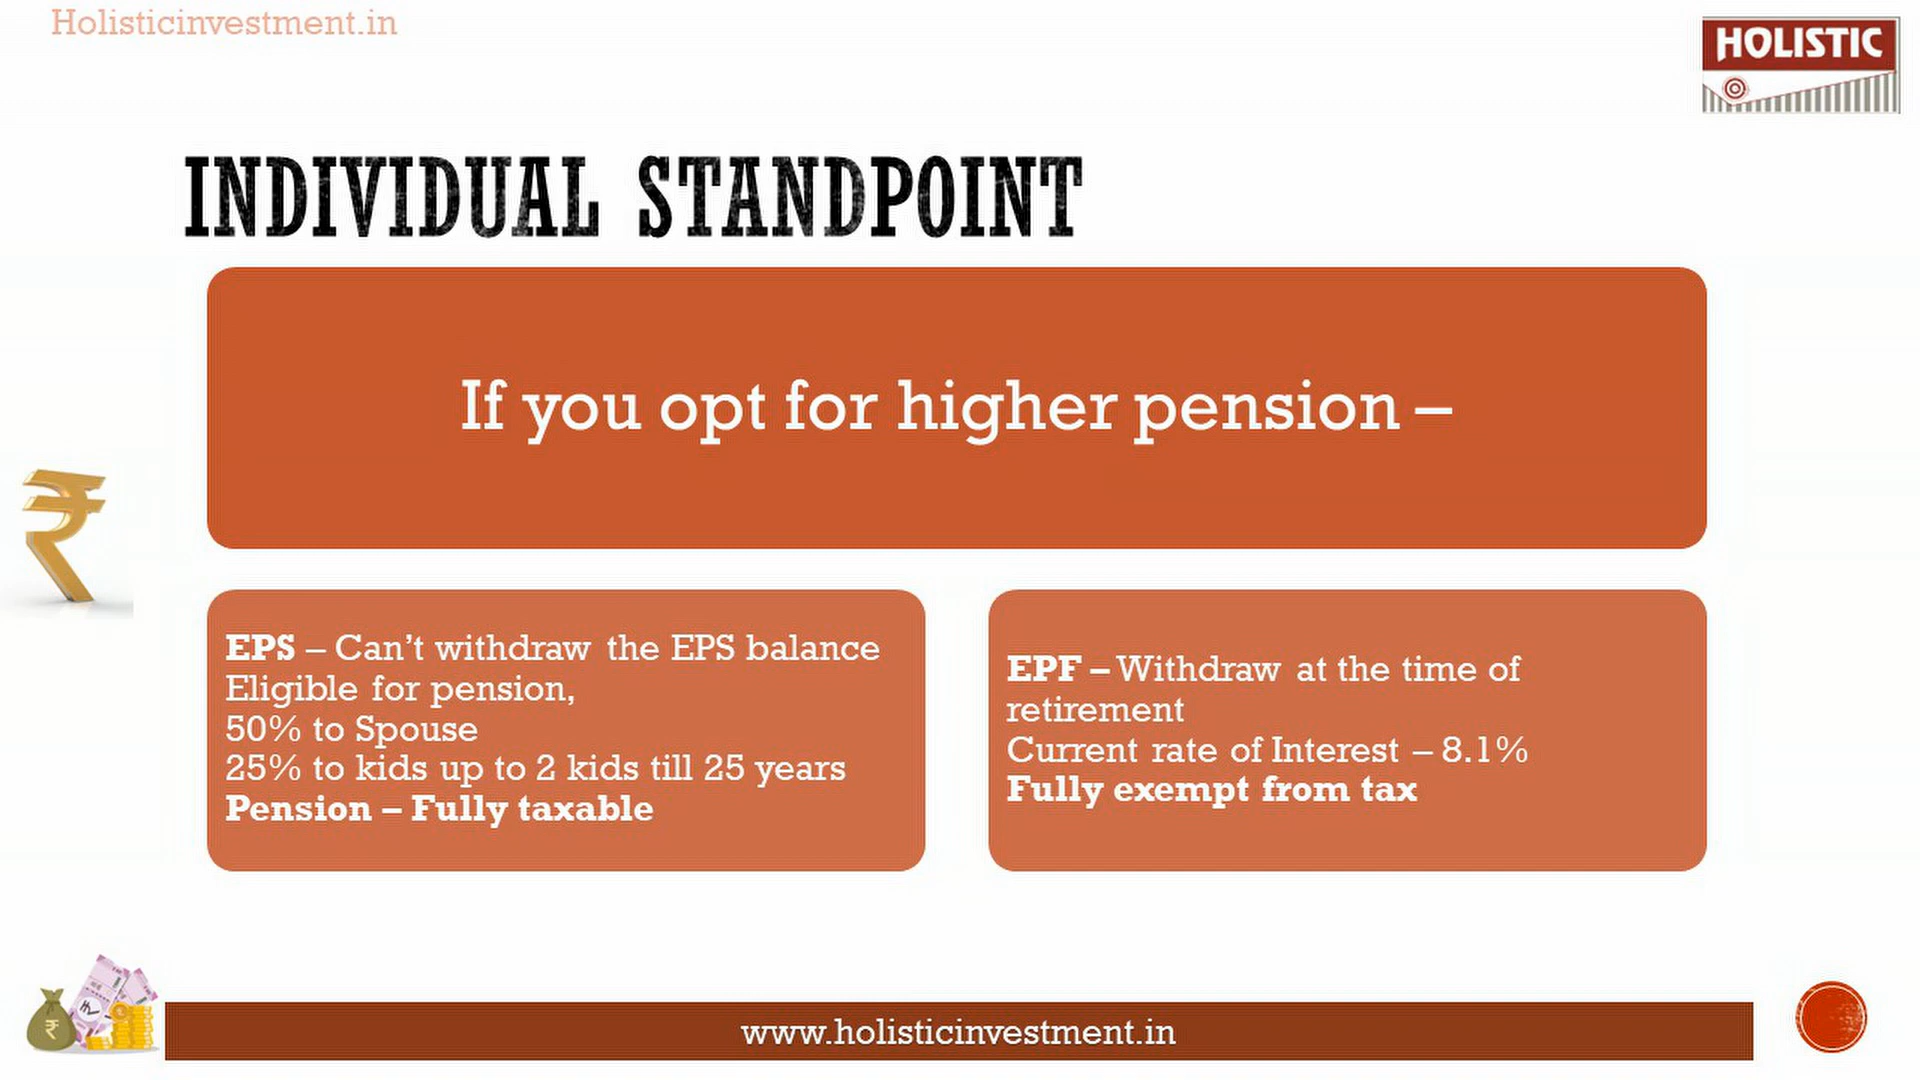 Holisticinvestment.in
HOLISTIC
INDIVIDUAL STANDPOINT
If you opt for higher pension –
EPS – Can’t withdraw the EPS balance
Eligible for pension,
50% to Spouse
25% to kids up to 2 kids till 25 years
Pension – Fully taxable
EPF – Withdraw at the time of
retirement
Current rate of Interest – 8.1%
Fully exempt from tax
₹
₹
www.holisticinvestment.in